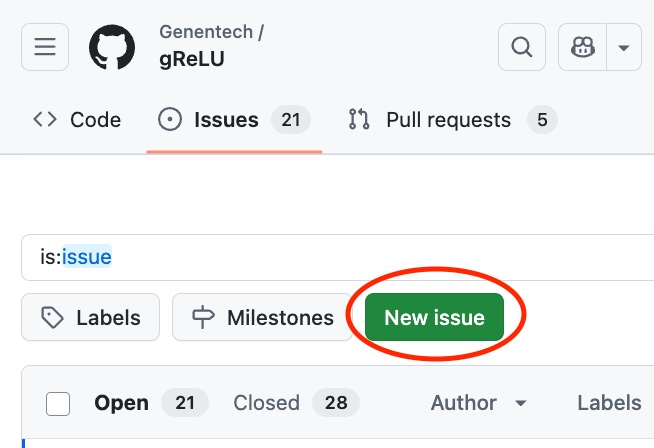 Genentech /
gReLU
Code Issues 21 Pull requests 5
is:issue
Labels Milestones New issue
Open 21 Closed 28 Author Labels